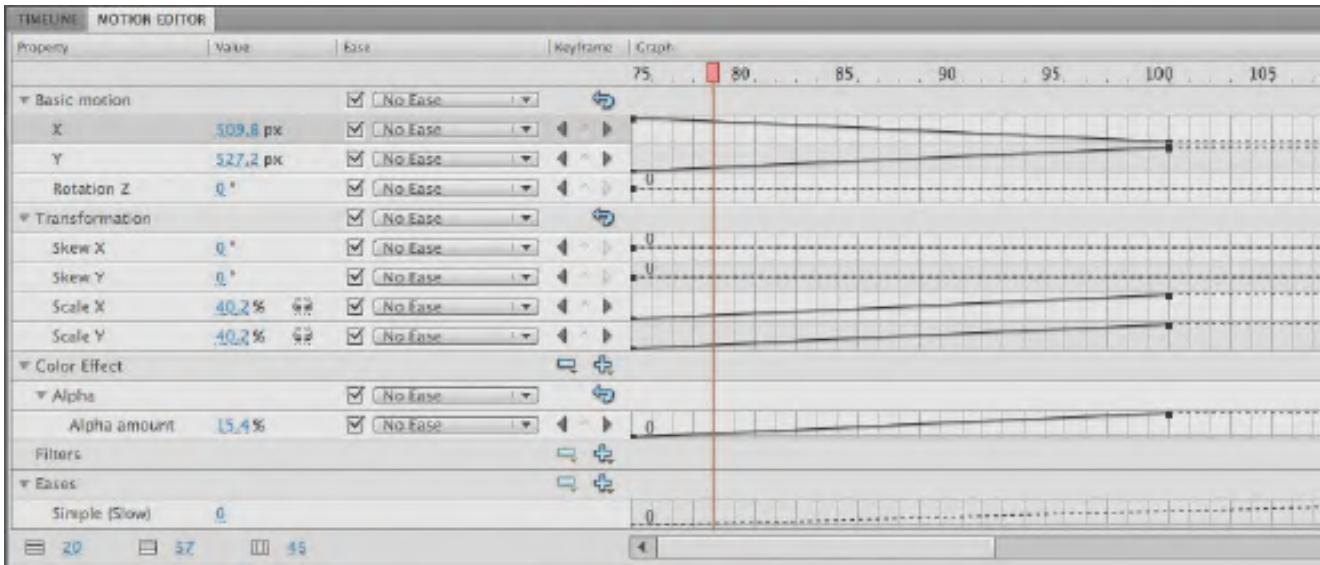 TIMELINE MOTION EDITOR
Property Value Ease Keyframe Graph
75 80 85 90 95 100 105
Basic motion No Ease
X 509,8 px No Ease
Y 527,2 px No Ease
Rotation Z 0 ° No Ease 0
Transformation No Ease
Skew X 0 ° No Ease 0
Skew Y 0 ° No Ease 0
Scale X 40,2 % No Ease
Scale Y 40,2 % No Ease
Color Effect
Alpha No Ease
Alpha amount 15,4 % No Ease 0
Filters
Eases
Simple (Slow) 0 0
20 57 45